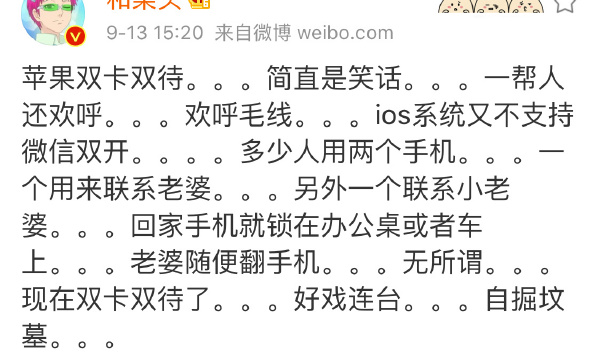 9-13 15:20 来自微博 weibo.com
苹果双卡双待。。。简直是笑话。。。一帮人
还欢呼。。。欢呼毛线。。。ios系统又不支持
微信双开。。。。多少人用两个手机。。。一
个用来联系老婆。。。另外一个联系小老
婆。。。回家手机就锁在办公桌或者车
上。。。老婆随便翻手机。。。无所谓。。。
现在双卡双待了。。。好戏连台。。。自掘坟
墓。。。